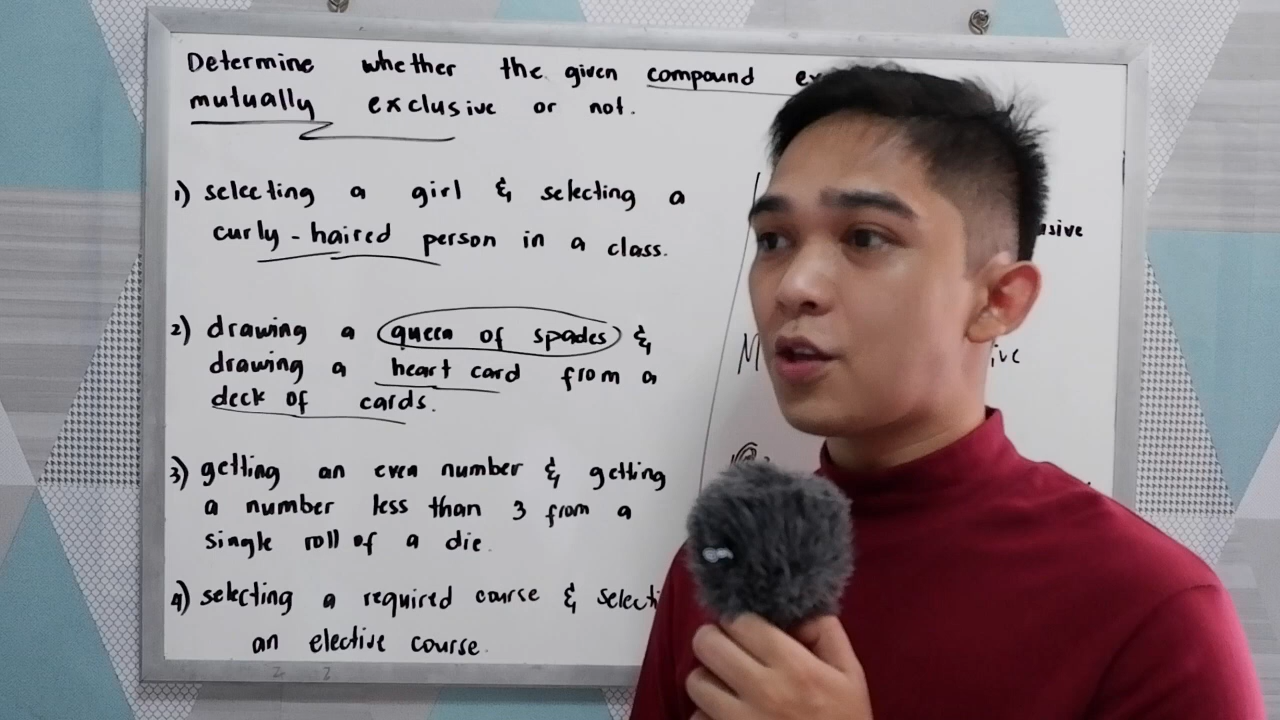 Determine whether the given compound
mutually exclusive or not.
1) selecting a girl & selecting a
curly-haired person in a class.
2) drawing a queen of spades &
drawing a heart card from a
deck of cards.
3) getting an even number & getting
a number less than 3 from a
single roll of a die.
4) selecting a required course &
an elective course.